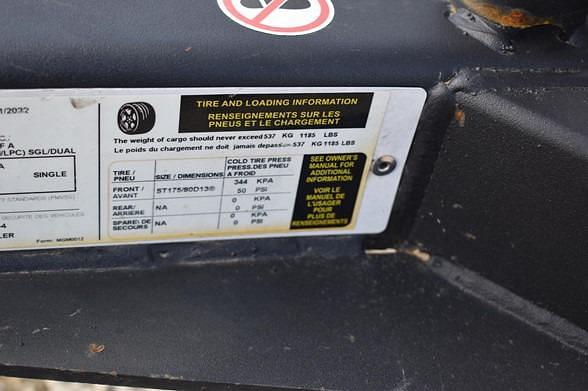 1/2022
F A
/LPC) SGL/DUAL
SINGLE
Y STANDARDS (FMVSS)
SECURITE DES VEHICULES
Form: MGM0012
TIRE AND LOADING INFORMATION
RENSEIGNEMENTS SUR LES
PNEUS ET LE CHARGEMENT
The weight of cargo should never exceed 537 KG 1185 LBS
Le poids du chargement ne doit jamais depassen 537 KG 1185 LBS
TIRE / PNEU
SIZE / DIMENSIONS
COLD TIRE PRESS
PRESS.DES PNEU
A FROID
FRONT / AVANT
ST175/80D13®
344 KPA
50 PSI
REAR/ ARRIERE
NA
0 KPA
0 PSI
SPARE/DE SECOURS
NA
0 KPA
0 PSI
SEE OWNER'S
MANUAL FOR
ADDITIONAL
INFORMATION
VOIR LE
MANUEL DE
L'USAGER
POUR
PLUS DE
RENSEIGNEMENTS